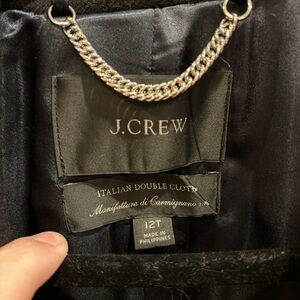 J.CREW
ITALIAN DOUBLE CLOTH
Manifattura di Carmignano
12T
MADE IN
PHILIPPINES